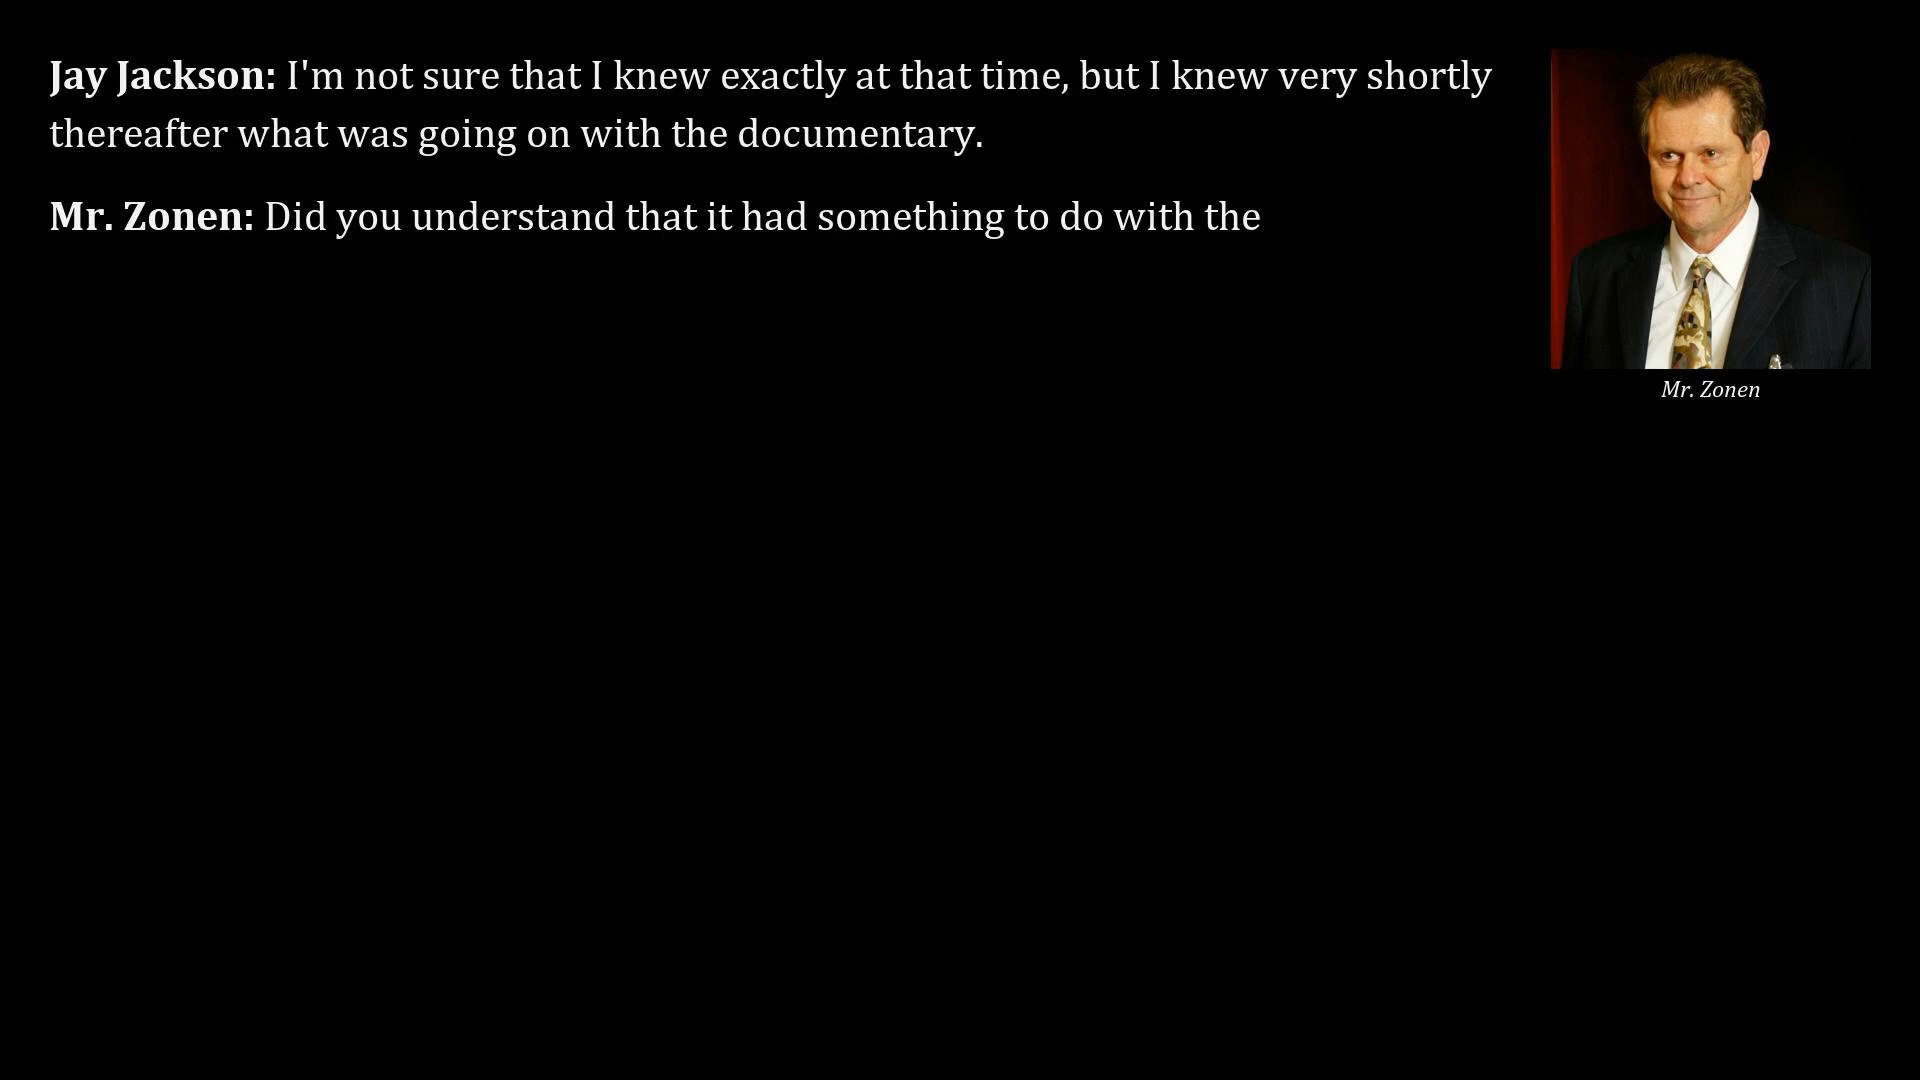 Jay Jackson: I'm not sure that I knew exactly at that time, but I knew very shortly
thereafter what was going on with the documentary.
Mr. Zonen: Did you understand that it had something to do with the
Mr. Zonen